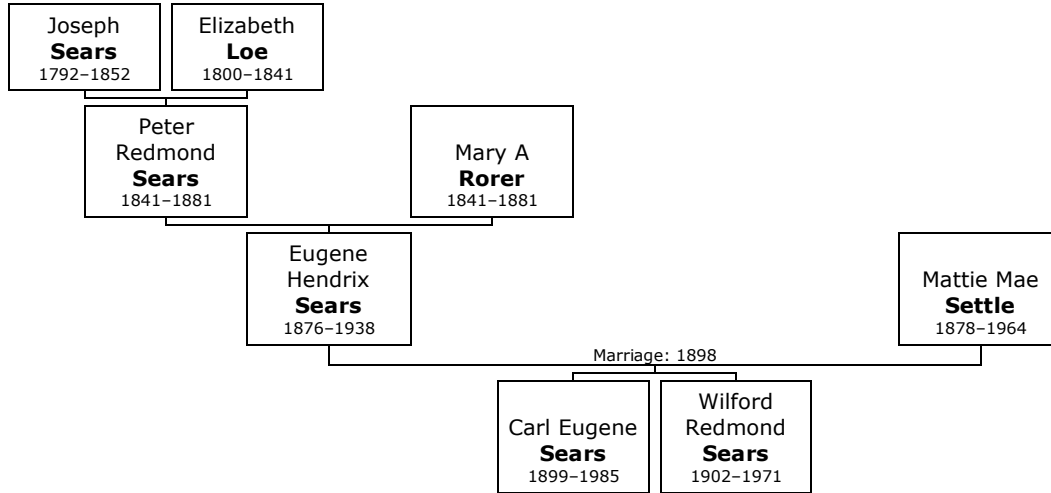 Joseph
Sears
1792–1852
Elizabeth
Loe
1800–1841
Peter
Redmond
Sears
1841–1881
Mary A
Rorer
1841–1881
Eugene
Hendrix
Sears
1876–1938
Mattie Mae
Settle
1878–1964
Marriage: 1898
Carl Eugene
Sears
1899–1985
Wilford
Redmond
Sears
1902–1971